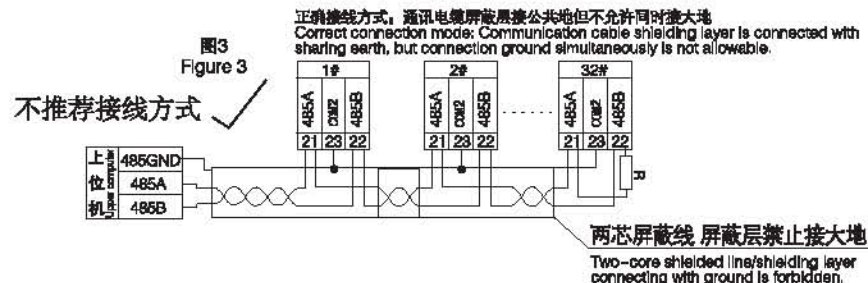 正确接线方式：通讯电缆屏蔽层接公共地但不允许同时接大地
Correct connection mode: Communication cable shielding layer is connected with
sharing earth, but connection ground simultaneously is not allowable.
图3
Figure 3
不推荐接线方式
1# 2# 32#
485A COM2 485B 485A COM2 485B 485A COM2 485B
21 23 22 21 23 22 21 23 22
上位机 Upper computer
485GND
485A
485B
R
两芯屏蔽线 屏蔽层禁止接大地
Two-core shielded line/shielding layer
connecting with ground is forbidden.